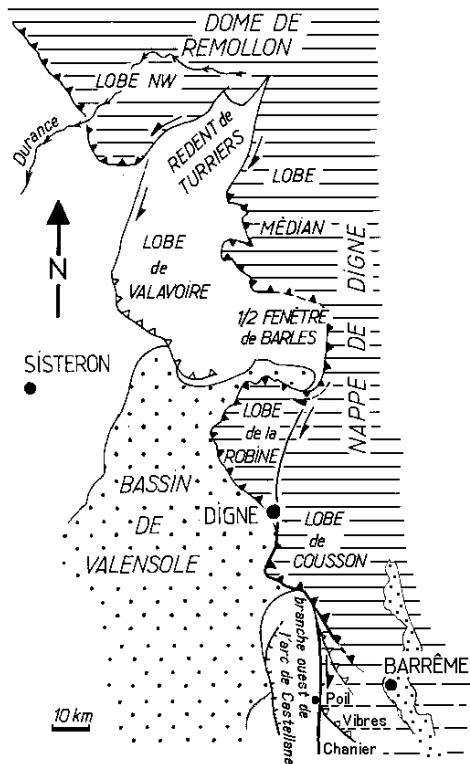 DOME DE
REMOLLON
LOBE NW
Durance
REDENT de
TURRIERS
LOBE
MÉDIAN
N
LOBE
de
VALAVOIRE
1/2 FENÊTRE
de BARLES
NAPPE DE DIGNE
SISTERON
LOBE
de la
ROBINE
BASSIN
DE
VALENSOLE
DIGNE
LOBE
de
COUSSON
branche ouest de
l'arc de Castellane
BARRÊME
Poil
Vibres
Chanier
10 km